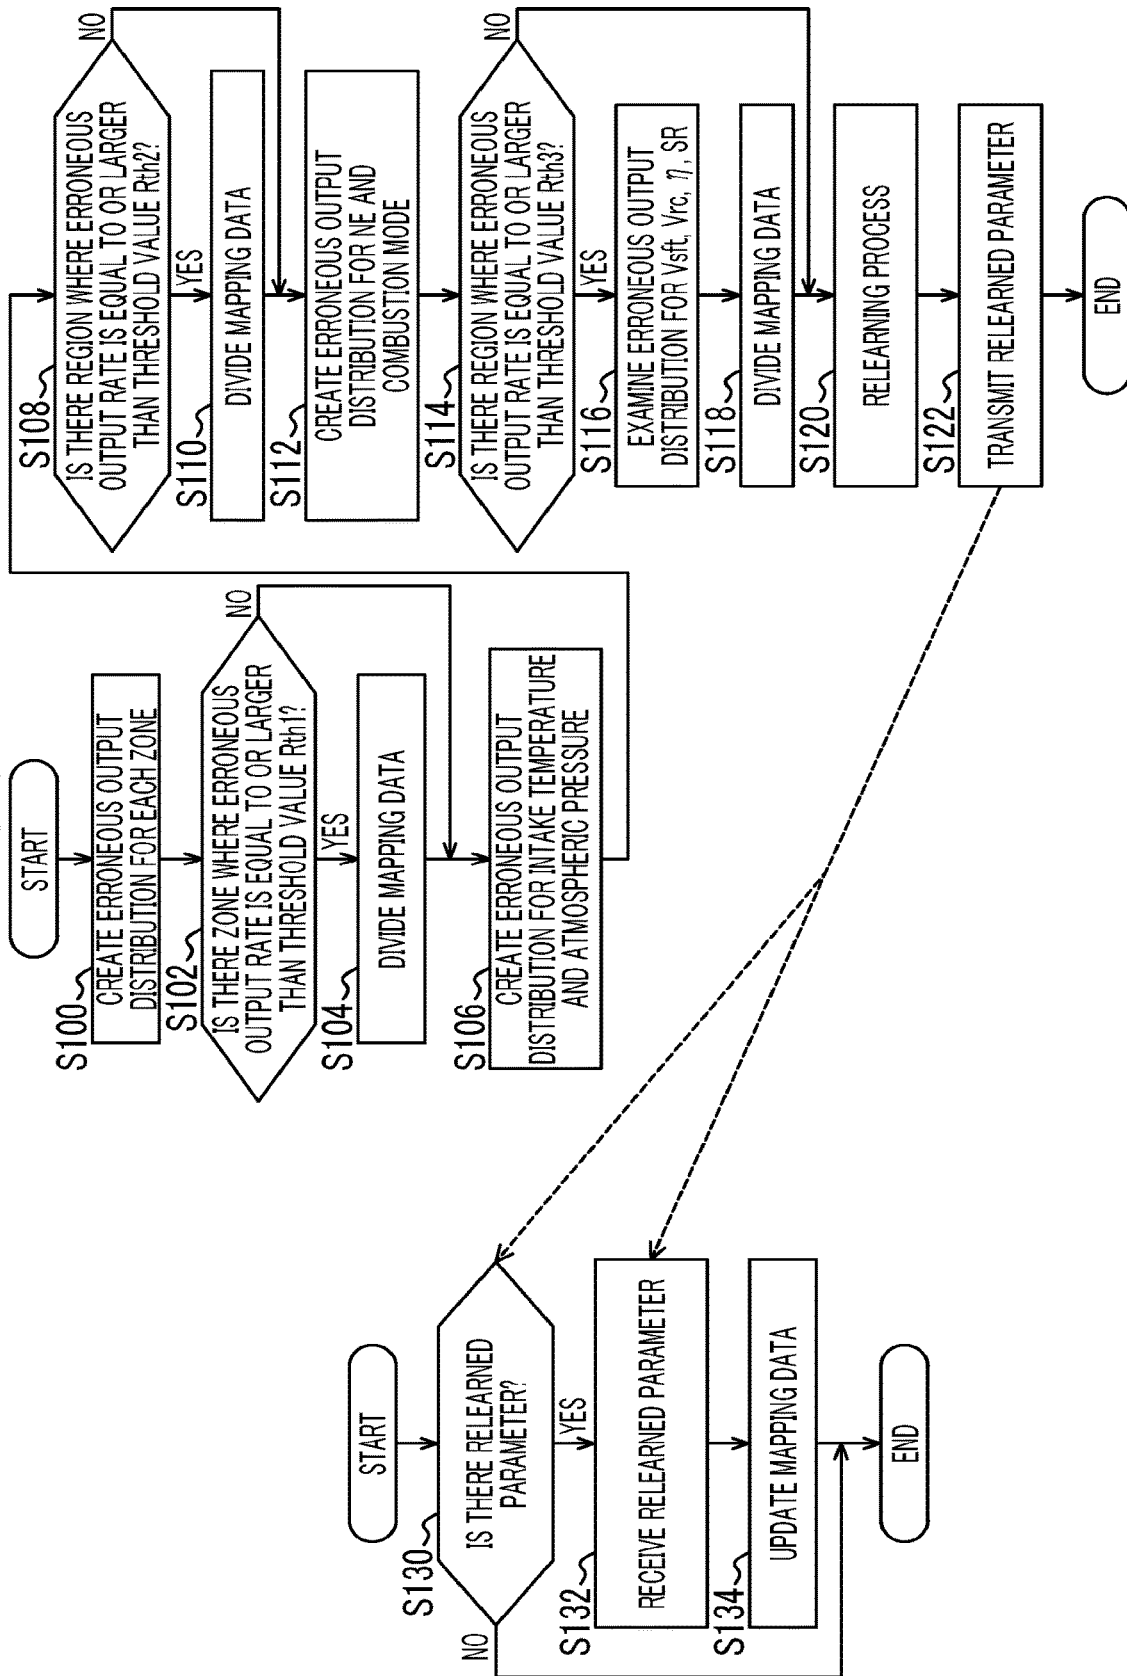 START
S130
IS THERE RELEARNED
PARAMETER?
NO
YES
S132
RECEIVE RELEARNED PARAMETER
S134
UPDATE MAPPING DATA
END
START
S100
CREATE ERRONEOUS OUTPUT
DISTRIBUTION FOR EACH ZONE
S102
IS THERE ZONE WHERE ERRONEOUS
OUTPUT RATE IS EQUAL TO OR LARGER
THAN THRESHOLD VALUE Rth1?
NO
YES
S104
DIVIDE MAPPING DATA
S106
CREATE ERRONEOUS OUTPUT
DISTRIBUTION FOR INTAKE TEMPERATURE
AND ATMOSPHERIC PRESSURE
S108
IS THERE REGION WHERE ERRONEOUS
OUTPUT RATE IS EQUAL TO OR LARGER
THAN THRESHOLD VALUE Rth2?
NO
YES
S110
DIVIDE MAPPING DATA
S112
CREATE ERRONEOUS OUTPUT
DISTRIBUTION FOR NE AND
COMBUSTION MODE
S114
IS THERE REGION WHERE ERRONEOUS
OUTPUT RATE IS EQUAL TO OR LARGER
THAN THRESHOLD VALUE Rth3?
NO
YES
S116
EXAMINE ERRONEOUS OUTPUT
DISTRIBUTION FOR Vsft, Vrc, η, SR
S118
DIVIDE MAPPING DATA
S120
RELEARNING PROCESS
S122
TRANSMIT RELEARNED PARAMETER
END